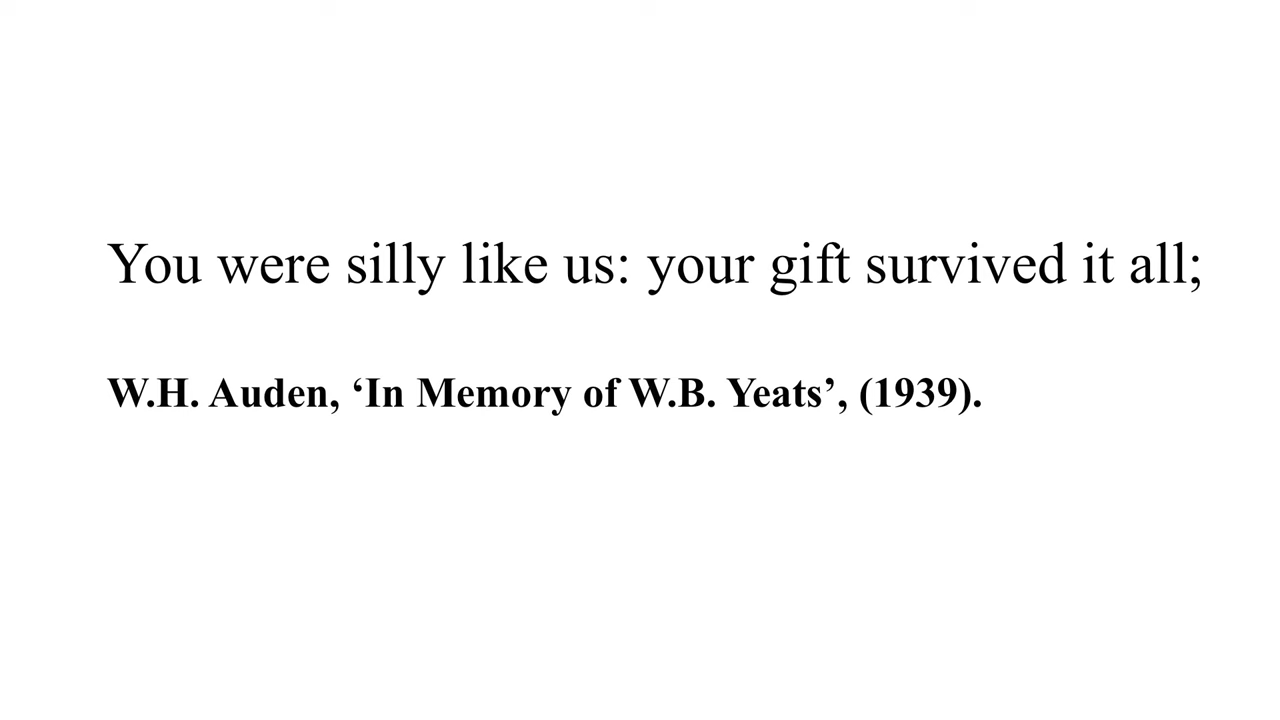 You were silly like us: your gift survived it all;
W.H. Auden, ‘In Memory of W.B. Yeats’, (1939).